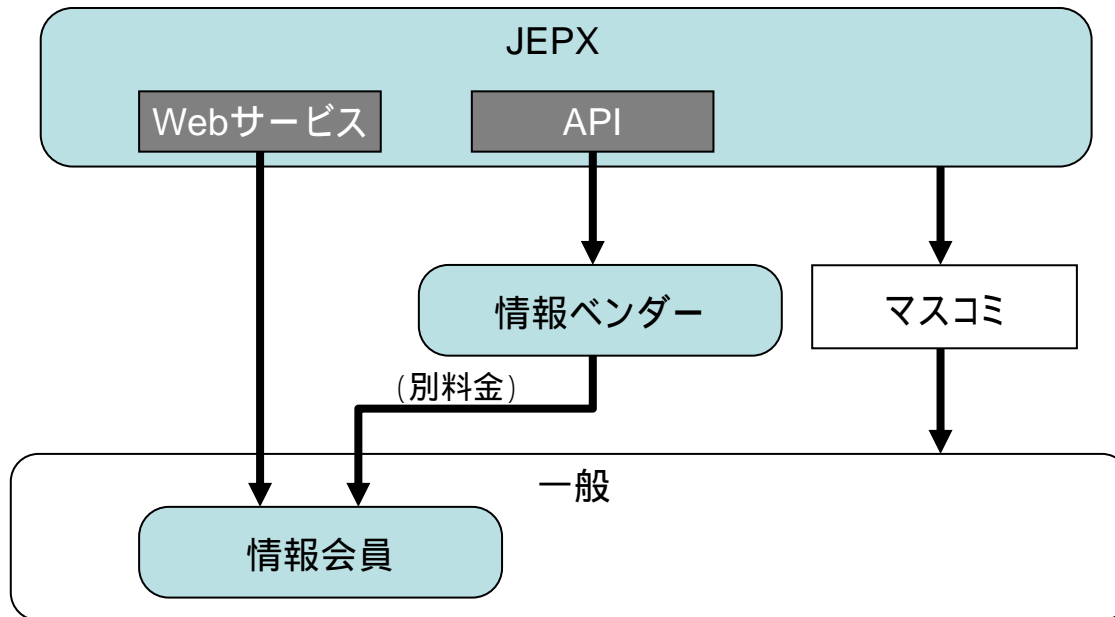 JEPX
Webサービス
API
情報ベンダー
マスコミ
(別料金)
一般
情報会員